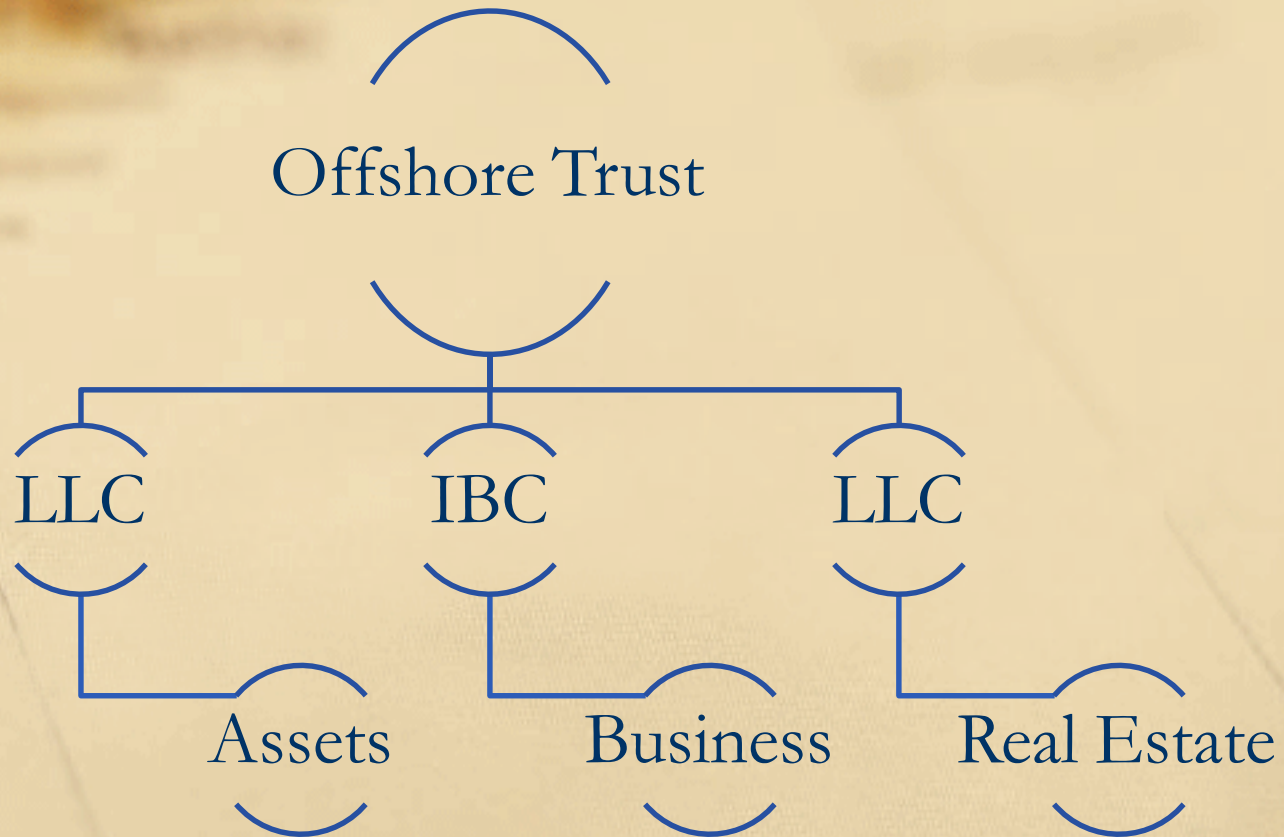 Offshore Trust
LLC
IBC
LLC
Assets
Business
Real Estate